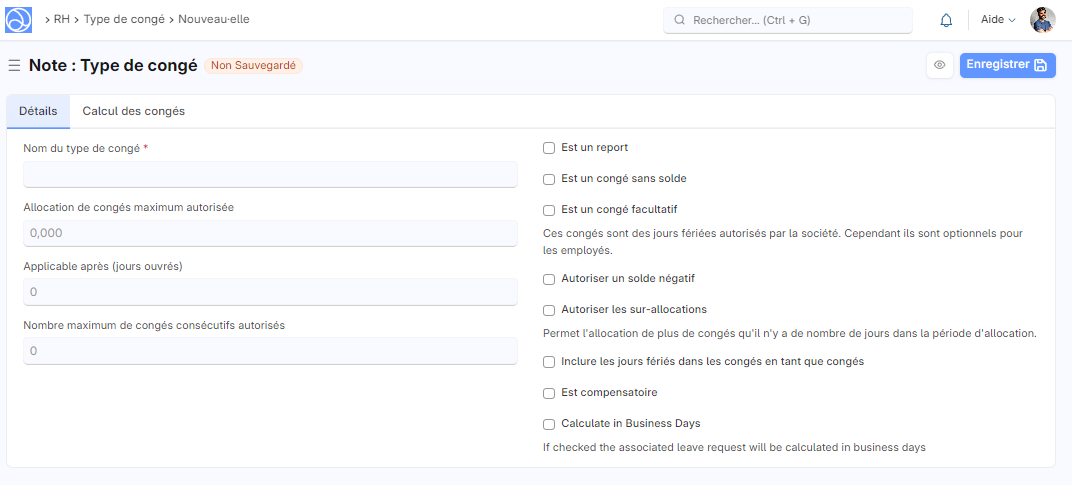 RH > Type de congé > Nouveau·elle
Rechercher... (Ctrl + G)
Aide
Note : Type de congé
Non Sauvegardé
Enregistrer
Détails
Calcul des congés
Nom du type de congé *
Allocation de congés maximum autorisée
0,000
Applicable après (jours ouvrés)
0
Nombre maximum de congés consécutifs autorisés
0
Est un report
Est un congé sans solde
Est un congé facultatif
Ces congés sont des jours fériées autorisés par la société. Cependant ils sont optionnels pour
les employés.
Autoriser un solde négatif
Autoriser les sur-allocations
Permet l'allocation de plus de congés qu'il n'y a de nombre de jours dans la période d'allocation.
Inclure les jours fériés dans les congés en tant que congés
Est compensatoire
Calculate in Business Days
If checked the associated leave request will be calculated in business days